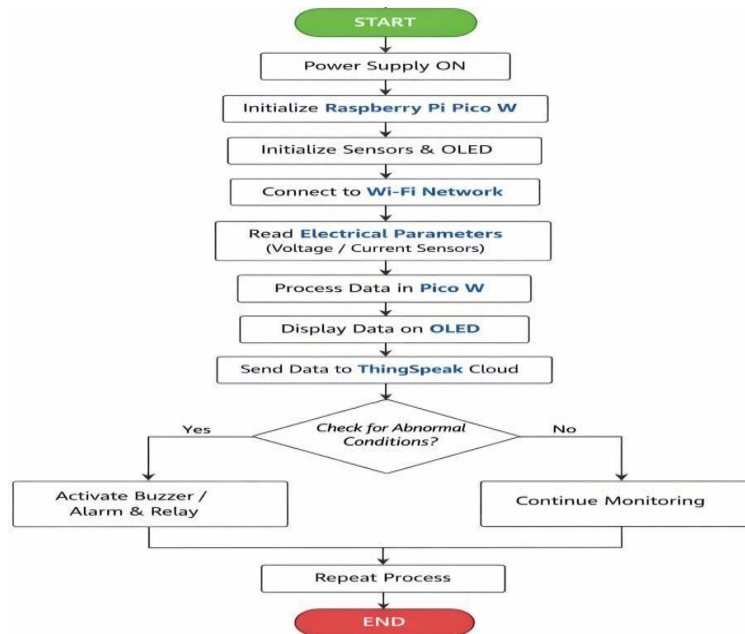 START
Power Supply ON
Initialize Raspberry Pi Pico W
Initialize Sensors & OLED
Connect to Wi-Fi Network
Read Electrical Parameters
(Voltage / Current Sensors)
Process Data in Pico W
Display Data on OLED
Send Data to ThingSpeak Cloud
Check for Abnormal
Conditions?
Yes
No
Activate Buzzer /
Alarm & Relay
Continue Monitoring
Repeat Process
END